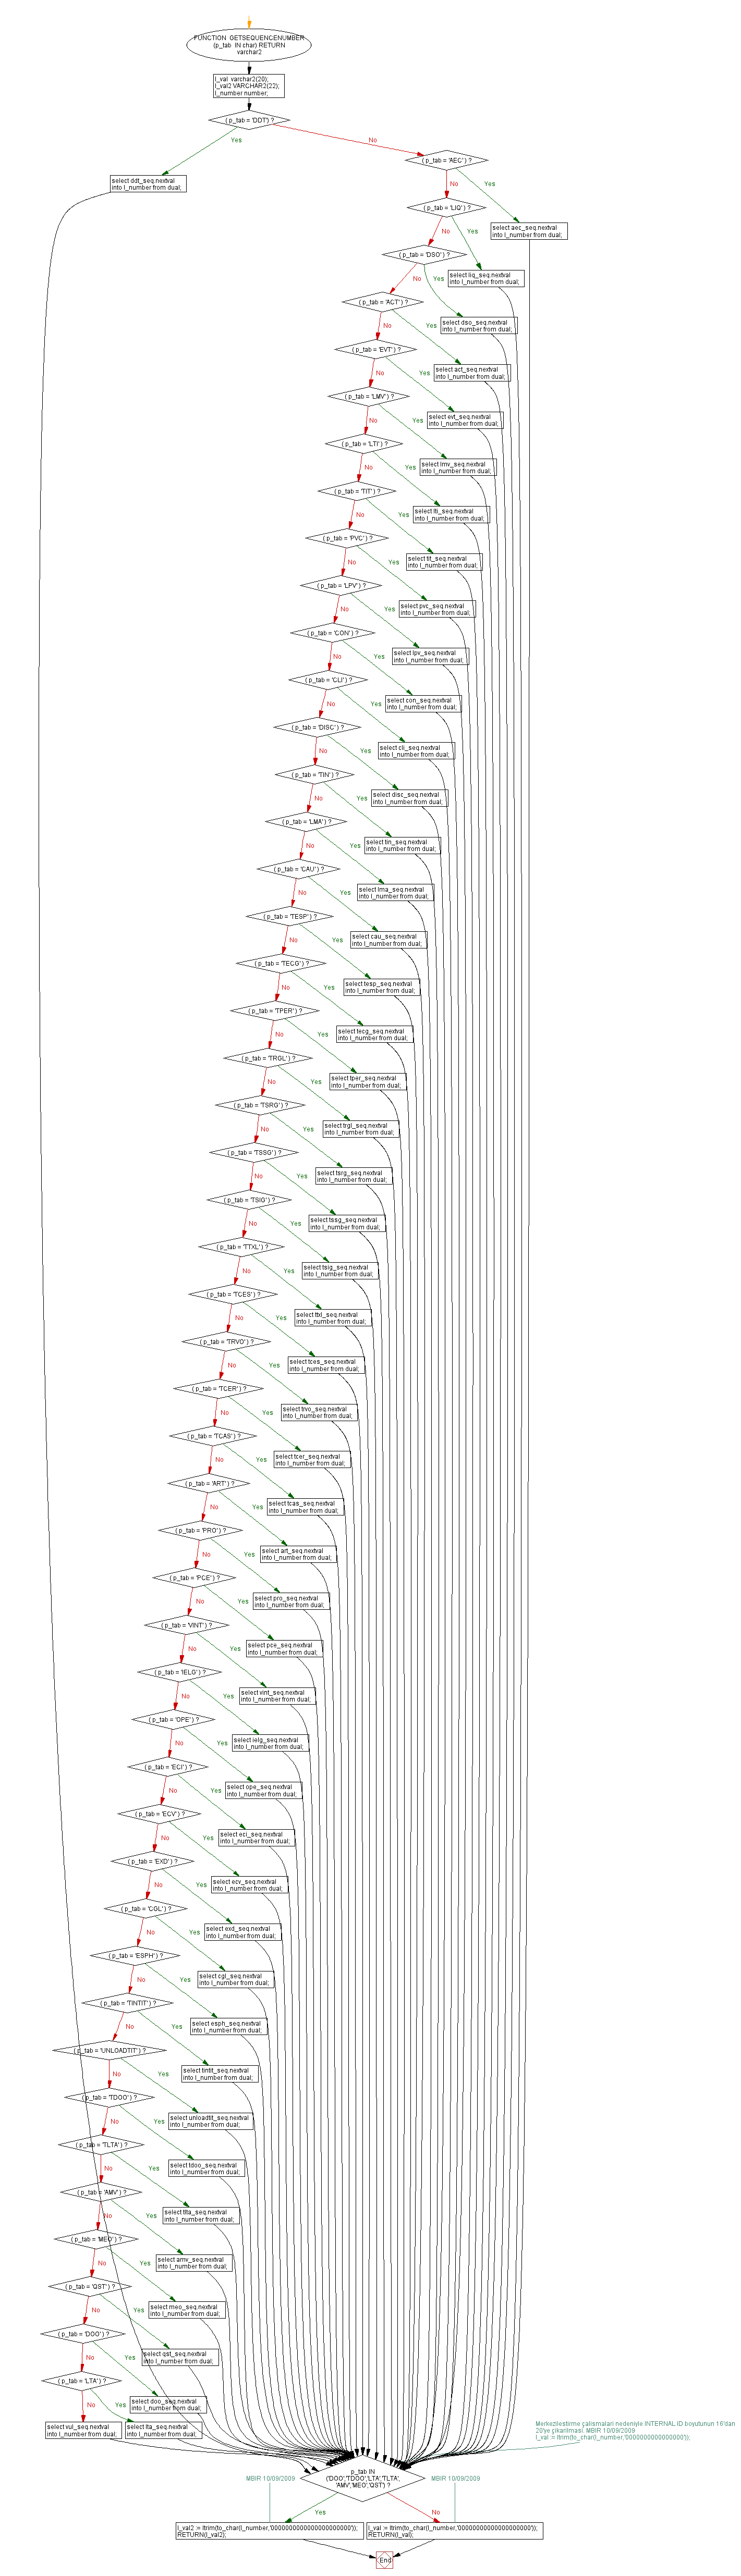 FUNCTION GETSEQUENCENUMBER
(p_tab IN char) RETURN
varchar2
l_val varchar2(20);
l_val2 VARCHAR2(22);
l_number number;
( p_tab = 'DDT') ?
Yes
No
select ddt_seq.nextval
into l_number from dual;
( p_tab = 'AEC' ) ?
No
Yes
select aec_seq.nextval
into l_number from dual;
( p_tab = 'LIQ' ) ?
No
Yes
select liq_seq.nextval
into l_number from dual;
( p_tab = 'DSO' ) ?
No
Yes
select dso_seq.nextval
into l_number from dual;
( p_tab = 'ACT' ) ?
No
Yes
select act_seq.nextval
into l_number from dual;
( p_tab = 'EVT' ) ?
No
Yes
select evt_seq.nextval
into l_number from dual;
( p_tab = 'LMV' ) ?
No
Yes
select lmv_seq.nextval
into l_number from dual;
( p_tab = 'LTI' ) ?
No
Yes
select lti_seq.nextval
into l_number from dual;
( p_tab = 'TIT' ) ?
No
Yes
select tit_seq.nextval
into l_number from dual;
( p_tab = 'PVC' ) ?
No
Yes
select pvc_seq.nextval
into l_number from dual;
( p_tab = 'LPV' ) ?
No
Yes
select lpv_seq.nextval
into l_number from dual;
( p_tab = 'CON' ) ?
No
Yes
select con_seq.nextval
into l_number from dual;
( p_tab = 'CLI' ) ?
No
Yes
select cli_seq.nextval
into l_number from dual;
( p_tab = 'DISC' ) ?
No
Yes
select disc_seq.nextval
into l_number from dual;
( p_tab = 'TIN' ) ?
No
Yes
select tin_seq.nextval
into l_number from dual;
( p_tab = 'LMA' ) ?
No
Yes
select lma_seq.nextval
into l_number from dual;
( p_tab = 'CAU' ) ?
No
Yes
select cau_seq.nextval
into l_number from dual;
( p_tab = 'TESP' ) ?
No
Yes
select tesp_seq.nextval
into l_number from dual;
( p_tab = 'TECG' ) ?
No
Yes
select tecg_seq.nextval
into l_number from dual;
( p_tab = 'TPER' ) ?
No
Yes
select tper_seq.nextval
into l_number from dual;
( p_tab = 'TRGL' ) ?
No
Yes
select trgl_seq.nextval
into l_number from dual;
( p_tab = 'TSRG' ) ?
No
Yes
select tsrg_seq.nextval
into l_number from dual;
( p_tab = 'TSSG' ) ?
No
Yes
select tssg_seq.nextval
into l_number from dual;
( p_tab = 'TSIG' ) ?
No
Yes
select tsig_seq.nextval
into l_number from dual;
( p_tab = 'TTXL' ) ?
No
Yes
select ttxl_seq.nextval
into l_number from dual;
( p_tab = 'TCES' ) ?
No
Yes
select tces_seq.nextval
into l_number from dual;
( p_tab = 'TRVO' ) ?
No
Yes
select trvo_seq.nextval
into l_number from dual;
( p_tab = 'TCER' ) ?
No
Yes
select tcer_seq.nextval
into l_number from dual;
( p_tab = 'TCAS' ) ?
No
Yes
select tcas_seq.nextval
into l_number from dual;
( p_tab = 'ART' ) ?
No
Yes
select art_seq.nextval
into l_number from dual;
( p_tab = 'PRO' ) ?
No
Yes
select pro_seq.nextval
into l_number from dual;
( p_tab = 'PCE' ) ?
No
Yes
select pce_seq.nextval
into l_number from dual;
( p_tab = 'VINT' ) ?
No
Yes
select vint_seq.nextval
into l_number from dual;
( p_tab = 'IELG' ) ?
No
Yes
select ielg_seq.nextval
into l_number from dual;
( p_tab = 'OPE' ) ?
No
Yes
select ope_seq.nextval
into l_number from dual;
( p_tab = 'ECI' ) ?
No
Yes
select eci_seq.nextval
into l_number from dual;
( p_tab = 'ECV' ) ?
No
Yes
select ecv_seq.nextval
into l_number from dual;
( p_tab = 'EXD' ) ?
No
Yes
select exd_seq.nextval
into l_number from dual;
( p_tab = 'CGL' ) ?
No
Yes
select cgl_seq.nextval
into l_number from dual;
( p_tab = 'ESPH' ) ?
No
Yes
select esph_seq.nextval
into l_number from dual;
( p_tab = 'TINTIT' ) ?
No
Yes
select tintit_seq.nextval
into l_number from dual;
( p_tab = 'UNLOADTIT' ) ?
No
Yes
select unloadtit_seq.nextval
into l_number from dual;
( p_tab = 'TDOO' ) ?
No
Yes
select tdoo_seq.nextval
into l_number from dual;
( p_tab = 'TLTA' ) ?
No
Yes
select tlta_seq.nextval
into l_number from dual;
( p_tab = 'AMV' ) ?
No
Yes
select amv_seq.nextval
into l_number from dual;
( p_tab = 'MEO' ) ?
No
Yes
select meo_seq.nextval
into l_number from dual;
( p_tab = 'QST' ) ?
No
Yes
select qst_seq.nextval
into l_number from dual;
( p_tab = 'DOO' ) ?
No
Yes
select doo_seq.nextval
into l_number from dual;
( p_tab = 'LTA' ) ?
No
Yes
select vul_seq.nextval
into l_number from dual;
select lta_seq.nextval
into l_number from dual;
Merkezilestirme çalismalari nedeniyle INTERNAL ID boyutunun 16'dan
20'ye çikarilmasi. MBIR 10/09/2009
l_val := ltrim(to_char(l_number,'0000000000000000'));
p_tab IN
('DOO','TDOO','LTA','TLTA',
'AMV','MEO','QST') ?
MBIR 10/09/2009
MBIR 10/09/2009
Yes
No
l_val2 := ltrim(to_char(l_number,'0000000000000000000000'));
RETURN(l_val2);
l_val := ltrim(to_char(l_number,'00000000000000000000'));
RETURN(l_val);
End